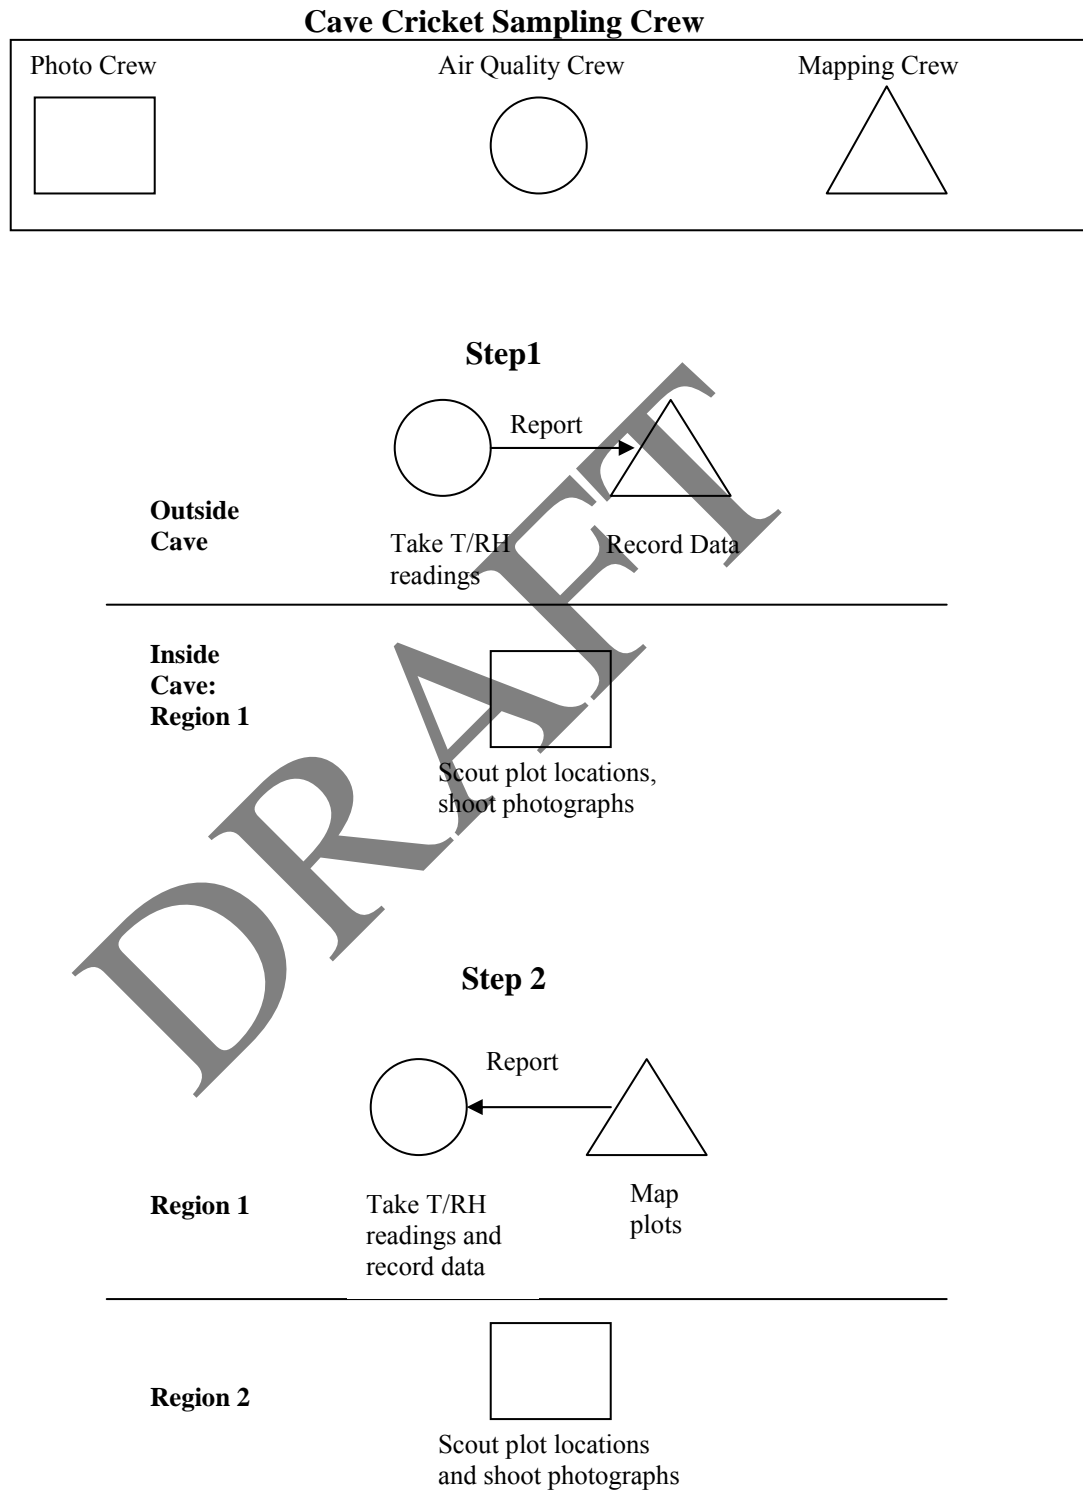 Cave Cricket Sampling Crew
Photo Crew
Air Quality Crew
Mapping Crew
Step1
Report
Outside
Cave
Take T/RH
readings
Record Data
Inside
Cave:
Region 1
Scout plot locations,
shoot photographs
DRAFT
Step 2
Report
Region 1
Take T/RH
readings and
record data
Map
plots
Region 2
Scout plot locations
and shoot photographs